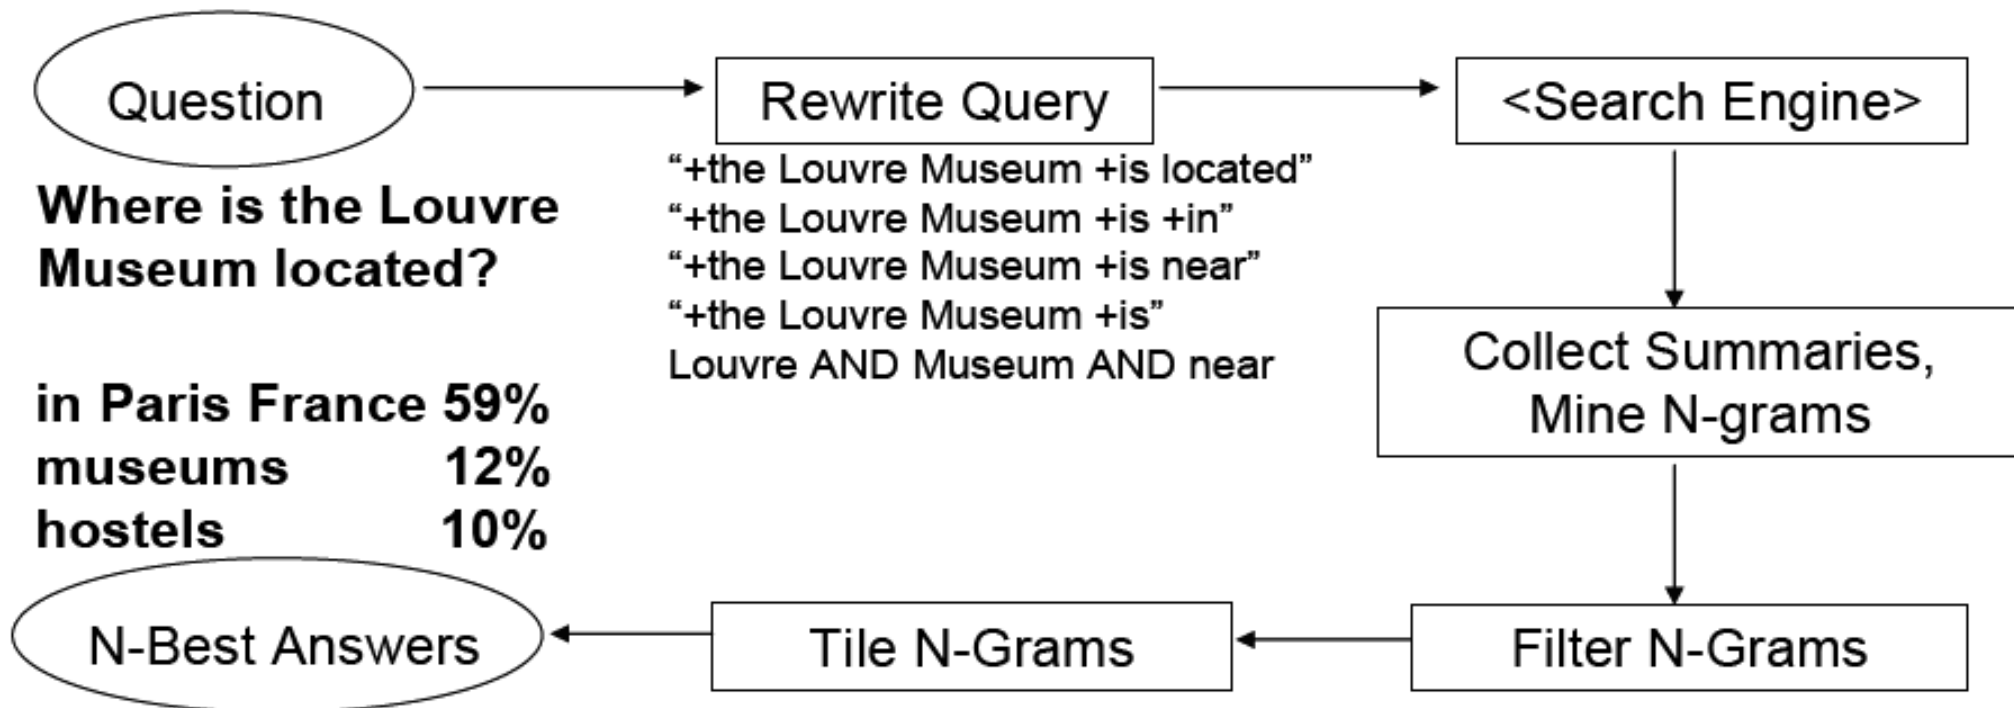 Question
Rewrite Query
<Search Engine>
Where is the Louvre
Museum located?
“+the Louvre Museum +is located”
“+the Louvre Museum +is +in”
“+the Louvre Museum +is near”
“+the Louvre Museum +is”
Louvre AND Museum AND near
Collect Summaries,
Mine N-grams
in Paris France 59%
museums 12%
hostels 10%
N-Best Answers
Tile N-Grams
Filter N-Grams